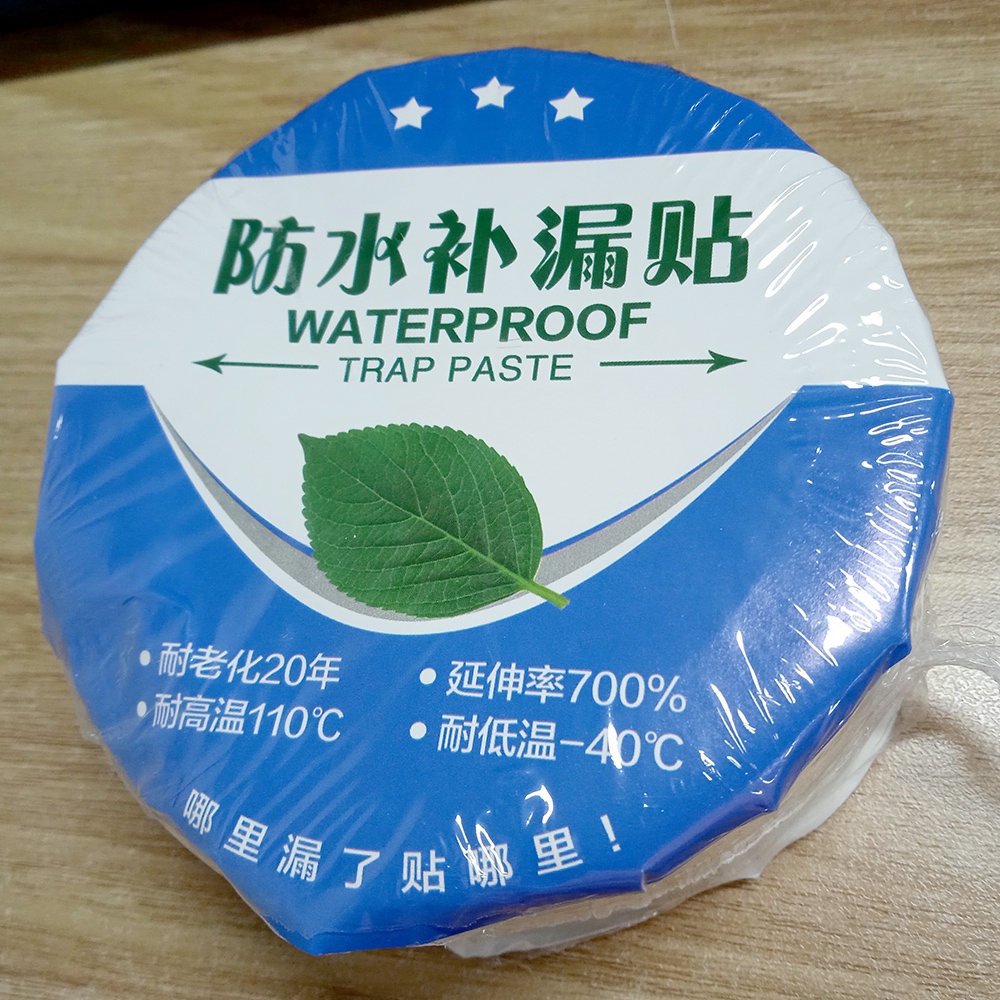 防水补漏贴
WATERPROOF
TRAP PASTE
• 耐老化20年
• 延伸率700%
• 耐高温110℃
• 耐低温-40℃
哪里漏了贴哪里!